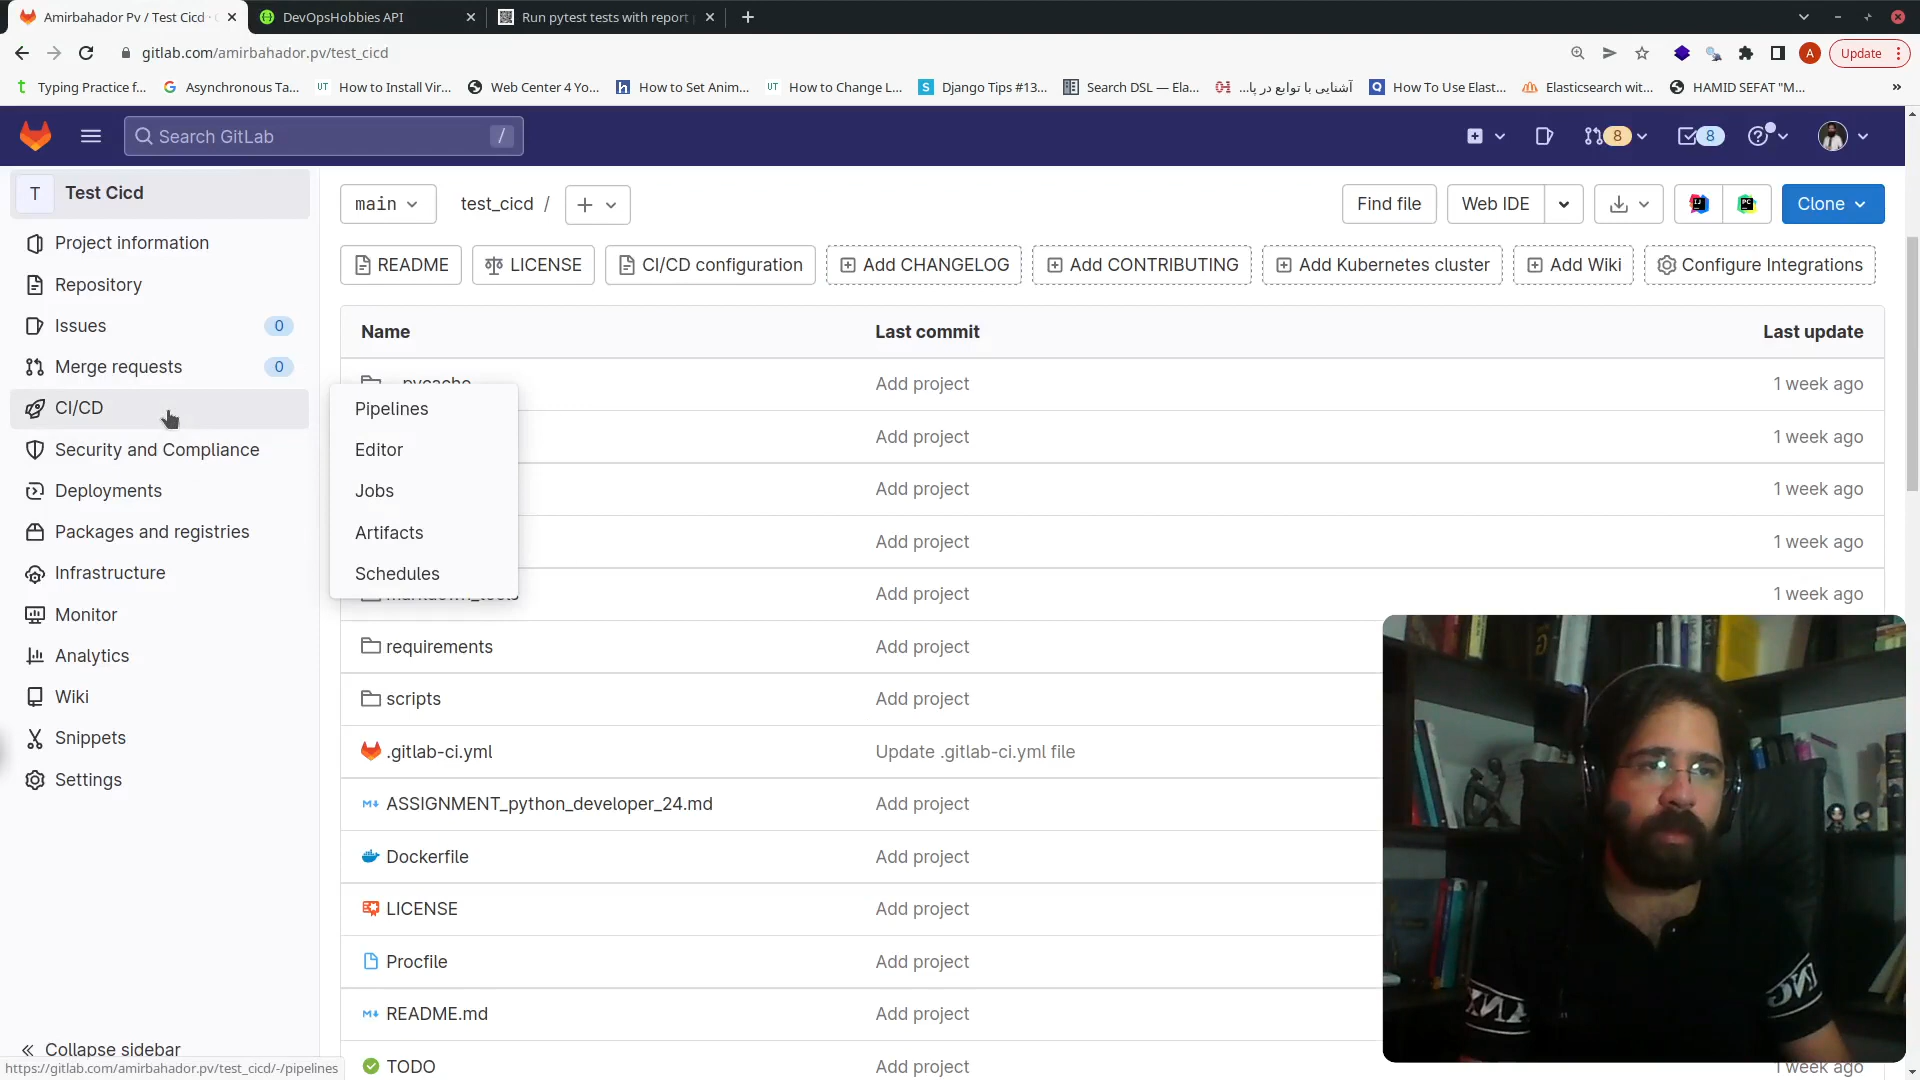 Amirbahador Pv / Test Cicd ·
DevOpsHobbies API
Run pytest tests with report
gitlab.com/amirbahador.pv/test_cicd
A
Update
Typing Practice f...
Asynchronous Ta...
UT How to Install Vir...
Web Center 4 Yo...
h How to Set Anim...
UT How to Change L...
S Django Tips #13...
Search DSL — Ela...
آشنایی با توابع در پا...
Q How To Use Elast...
Elasticsearch wit...
HAMID SEFAT "M...
»
Search GitLab
/
8
8
T Test Cicd
Project information
Repository
Issues 0
Merge requests 0
CI/CD
Security and Compliance
Deployments
Packages and registries
Infrastructure
Monitor
Analytics
Wiki
Snippets
Settings
« Collapse sidebar
https://gitlab.com/amirbahador.pv/test_cicd/-/pipelines
Pipelines
Editor
Jobs
Artifacts
Schedules
main
test_cicd /
+
Find file
Web IDE
Clone
README
LICENSE
CI/CD configuration
Add CHANGELOG
Add CONTRIBUTING
Add Kubernetes cluster
Add Wiki
Configure Integrations
Name Last commit Last update
__pycache__ Add project 1 week ago
Add project 1 week ago
Add project 1 week ago
Add project 1 week ago
markdown_tools Add project 1 week ago
requirements Add project
scripts Add project
.gitlab-ci.yml Update .gitlab-ci.yml file
ASSIGNMENT_python_developer_24.md Add project
Dockerfile Add project
LICENSE Add project
Procfile Add project
README.md Add project
TODO Add project 1 week ago